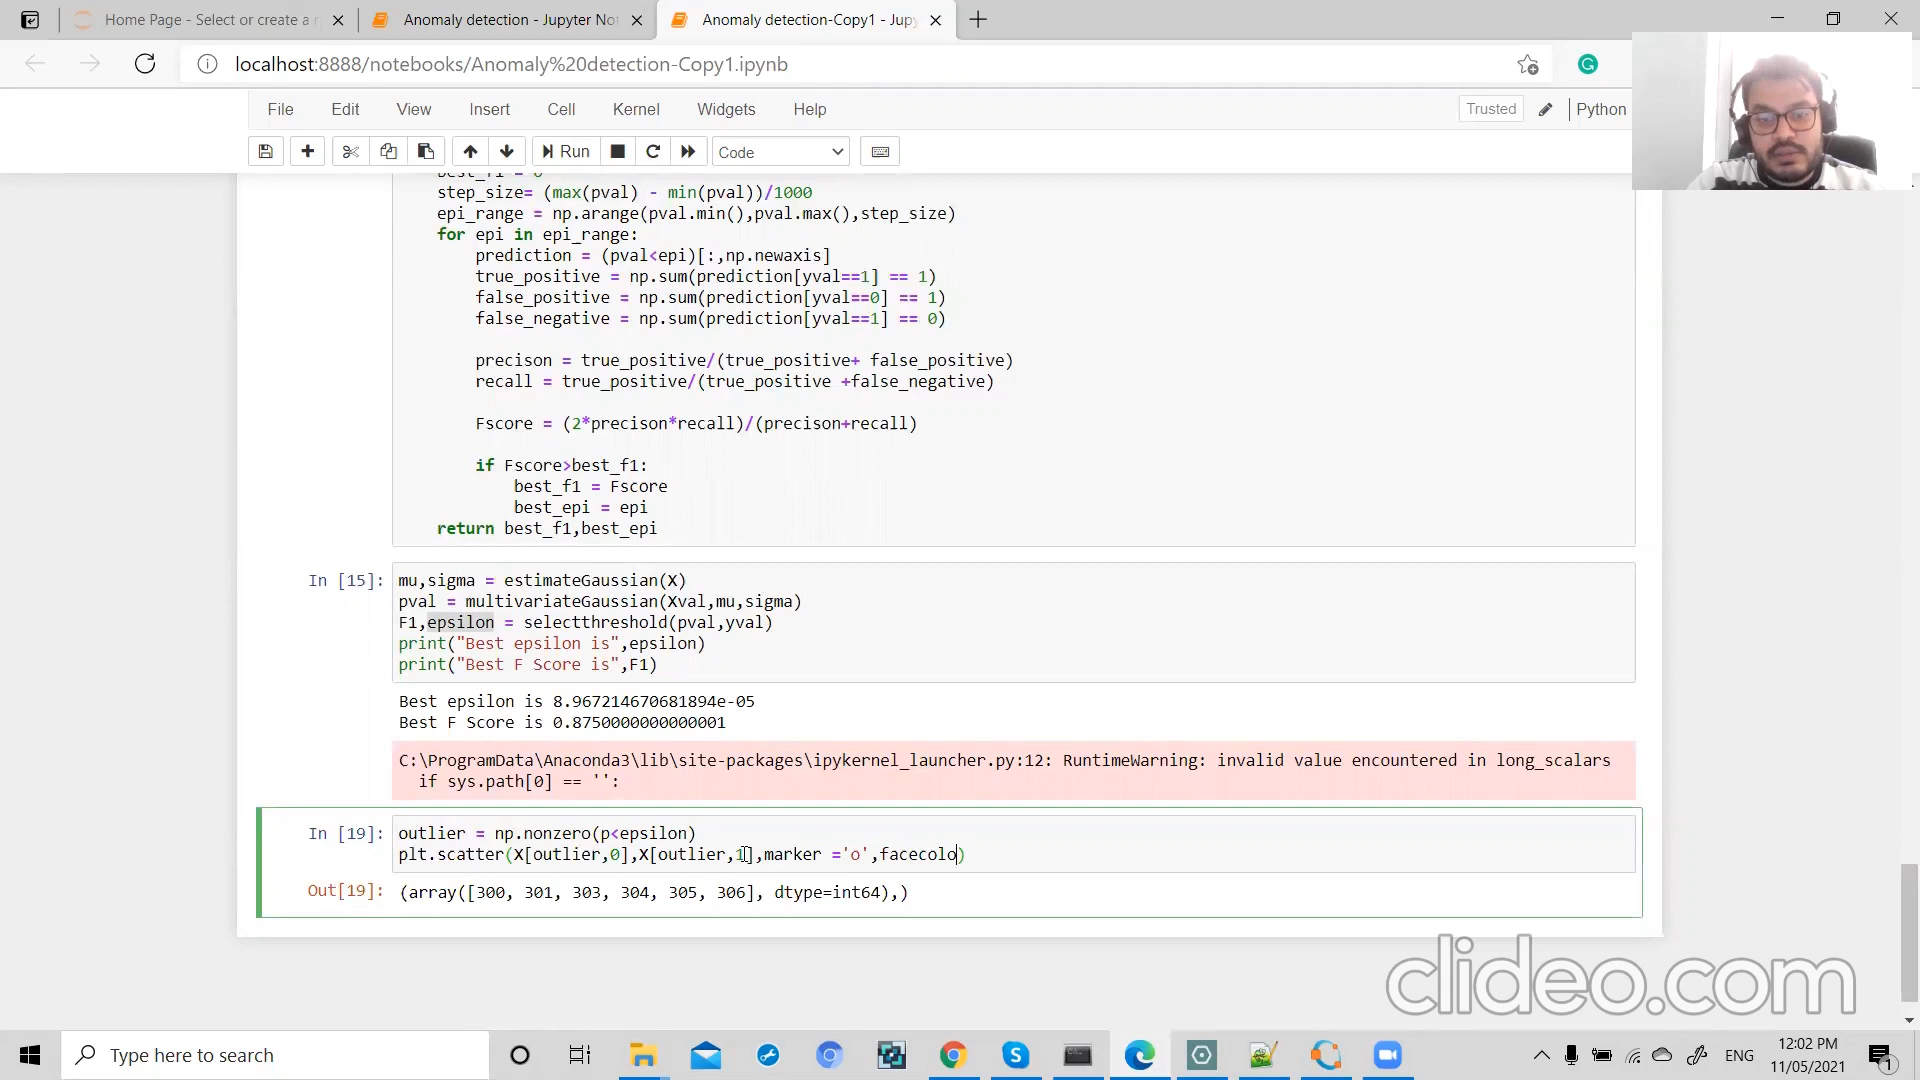 Home Page - Select or create a n
Anomaly detection - Jupyter Not
Anomaly detection-Copy1 - Jupy
localhost:8888/notebooks/Anomaly%20detection-Copy1.ipynb
File Edit View Insert Cell Kernel Widgets Help
Trusted
Python
Run
Code
best_f1 = 0
step_size= (max(pval) - min(pval))/1000
epi_range = np.arange(pval.min(),pval.max(),step_size)
for epi in epi_range:
prediction = (pval<epi)[:,np.newaxis]
true_positive = np.sum(prediction[yval==1] == 1)
false_positive = np.sum(prediction[yval==0] == 1)
false_negative = np.sum(prediction[yval==1] == 0)
precison = true_positive/(true_positive+ false_positive)
recall = true_positive/(true_positive +false_negative)
Fscore = (2*precison*recall)/(precison+recall)
if Fscore>best_f1:
best_f1 = Fscore
best_epi = epi
return best_f1,best_epi
In [15]: mu,sigma = estimateGaussian(X)
pval = multivariateGaussian(Xval,mu,sigma)
F1,epsilon = selectthreshold(pval,yval)
print("Best epsilon is",epsilon)
print("Best F Score is",F1)
Best epsilon is 8.967214670681894e-05
Best F Score is 0.8750000000000001
C:\ProgramData\Anaconda3\lib\site-packages\ipykernel_launcher.py:12: RuntimeWarning: invalid value encountered in long_scalars
if sys.path[0] == '':
In [19]: outlier = np.nonzero(p<epsilon)
plt.scatter(X[outlier,0],X[outlier,1],marker ='o',facecolo)
Out[19]: (array([300, 301, 303, 304, 305, 306], dtype=int64),)
clideo.com
Type here to search
ENG
12:02 PM
11/05/2021
1